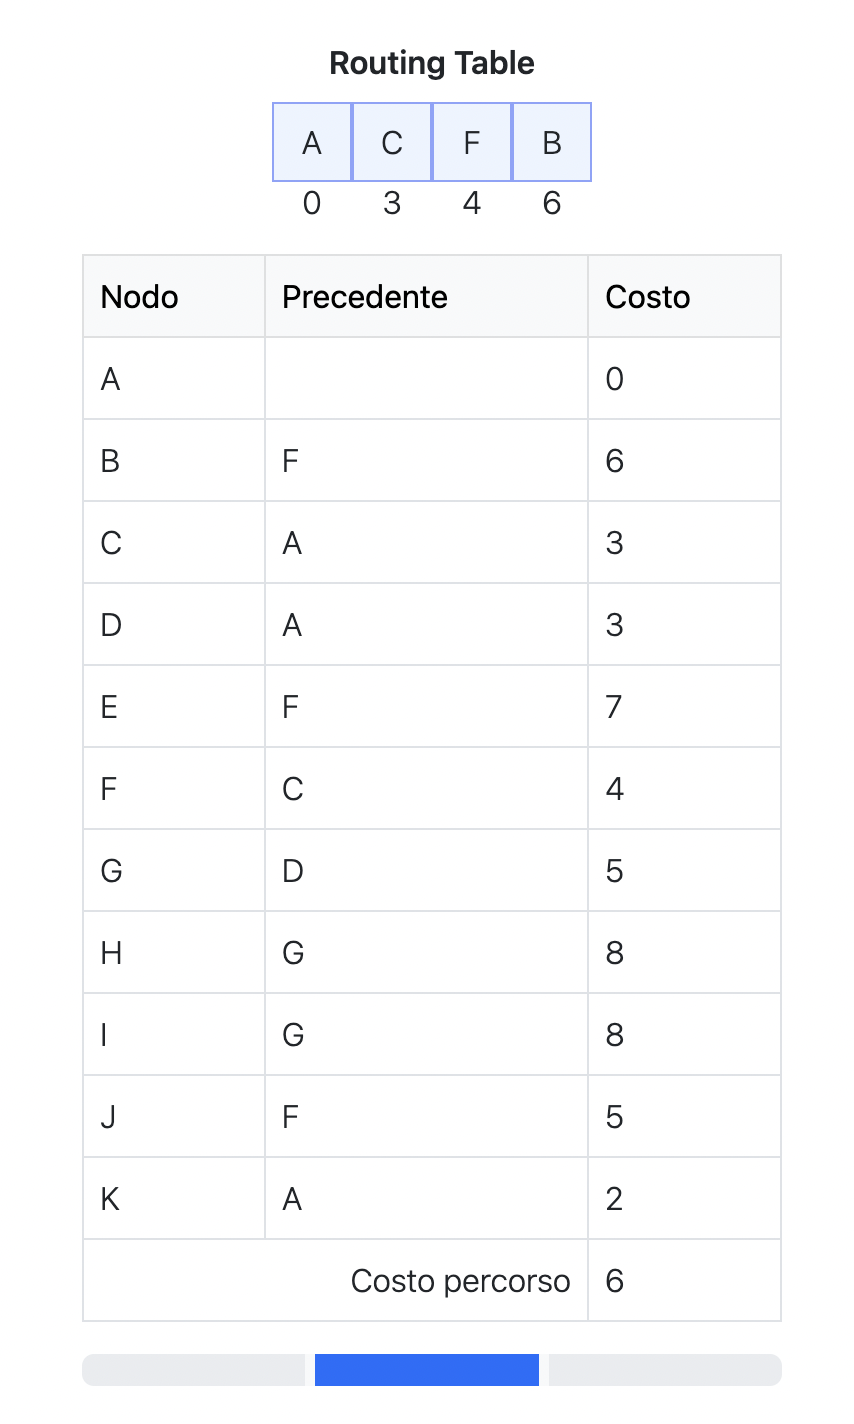 Routing Table
A C F B
0 3 4 6
Nodo Precedente Costo
A 0
B F 6
C A 3
D A 3
E F 7
F C 4
G D 5
H G 8
I G 8
J F 5
K A 2
Costo percorso 6